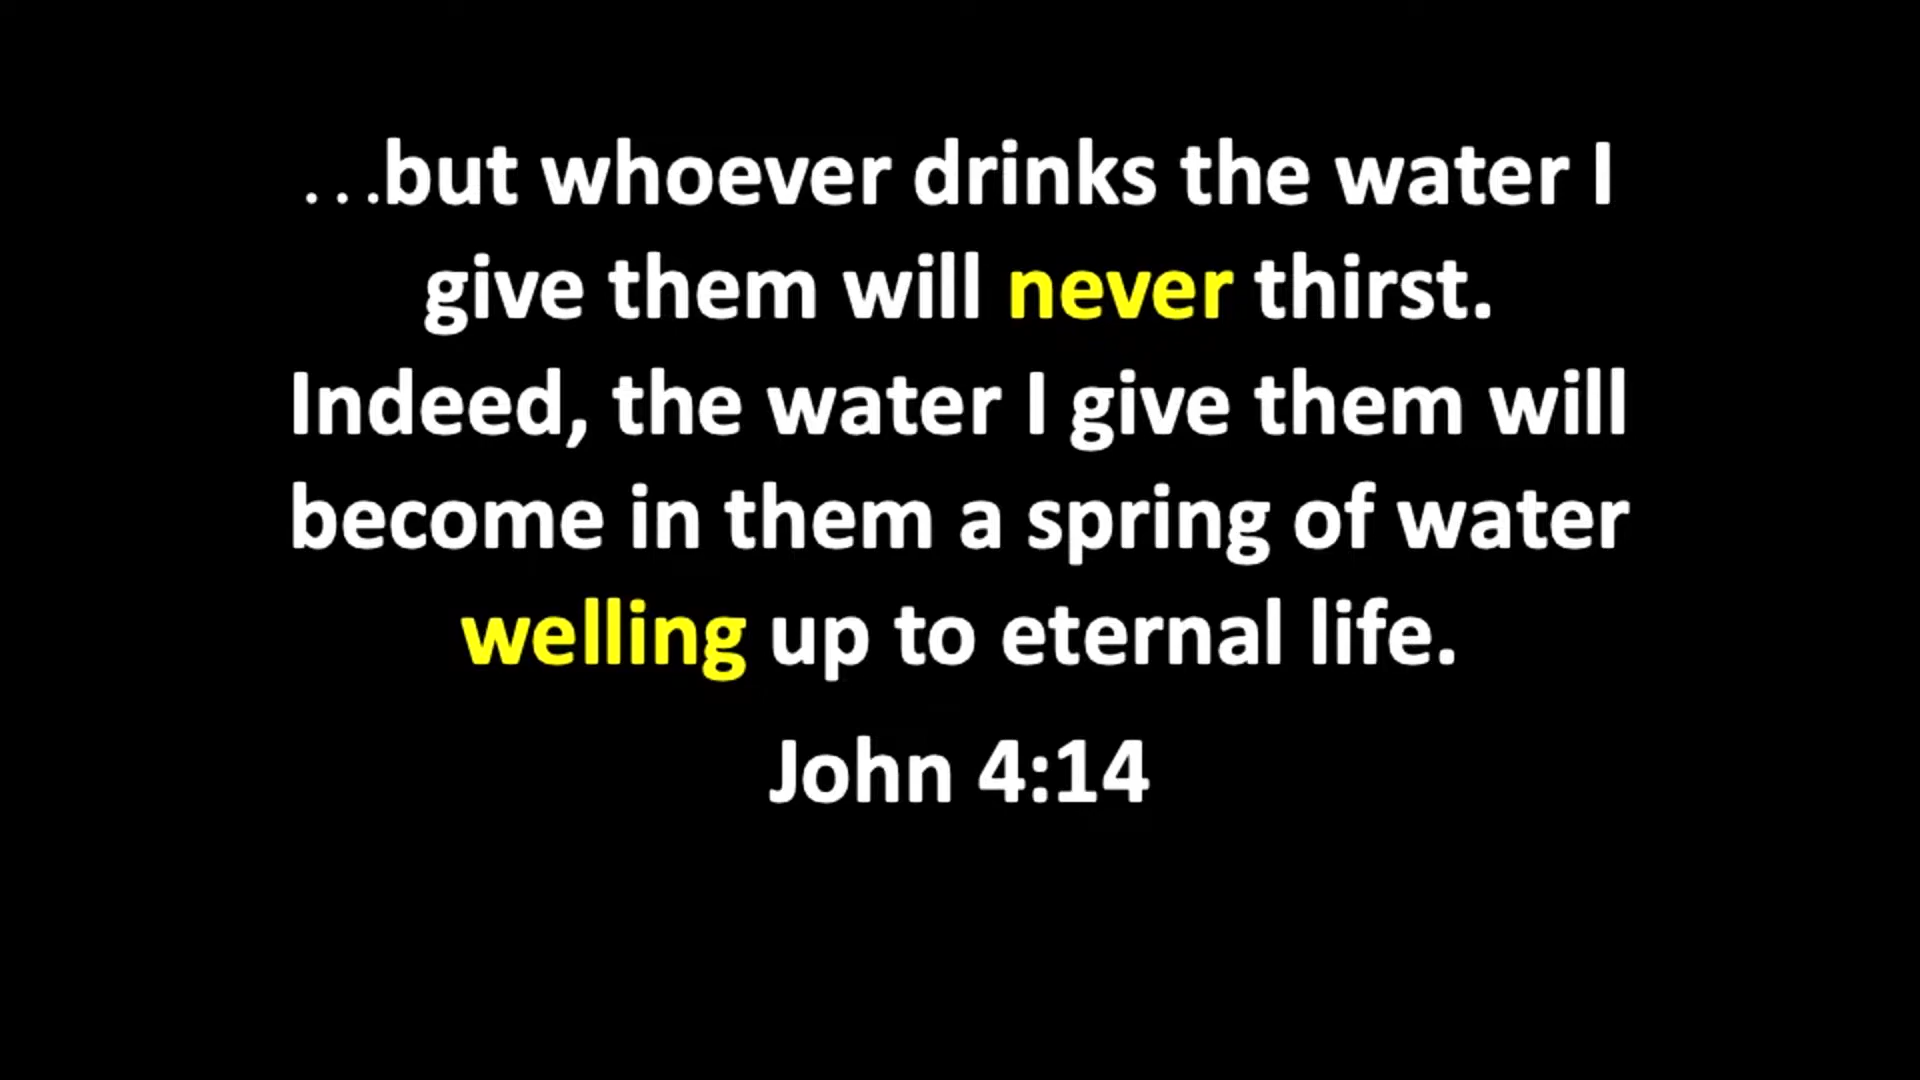 …but whoever drinks the water I
give them will never thirst.
Indeed, the water I give them will
become in them a spring of water
welling up to eternal life.
John 4:14